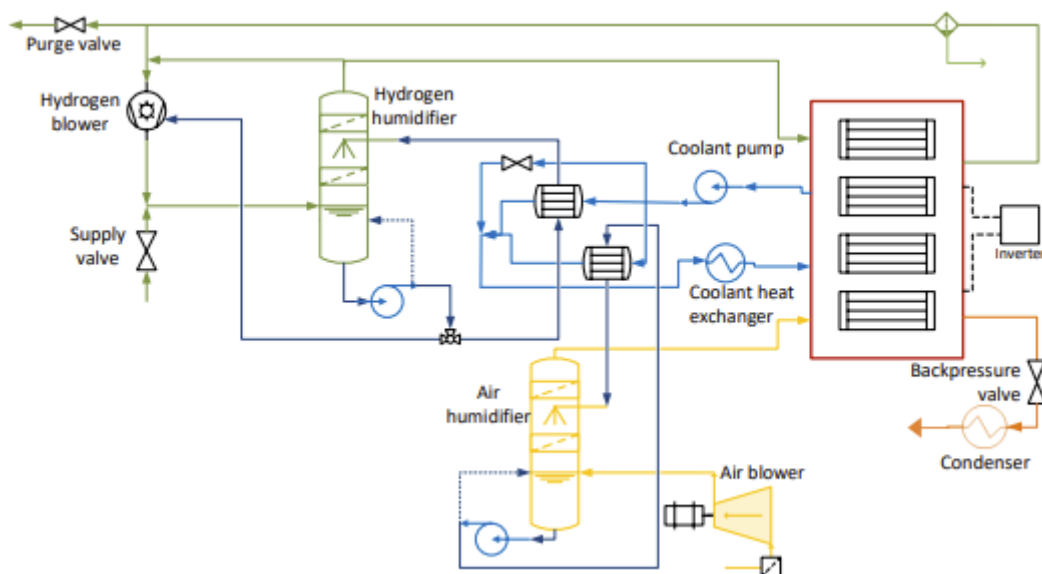 Purge valve
Hydrogen
blower
Hydrogen
humidifier
Coolant pump
Supply
valve
Inverter
Coolant heat
exchanger
Air
humidifier
Backpressure
valve
Air blower
Condenser